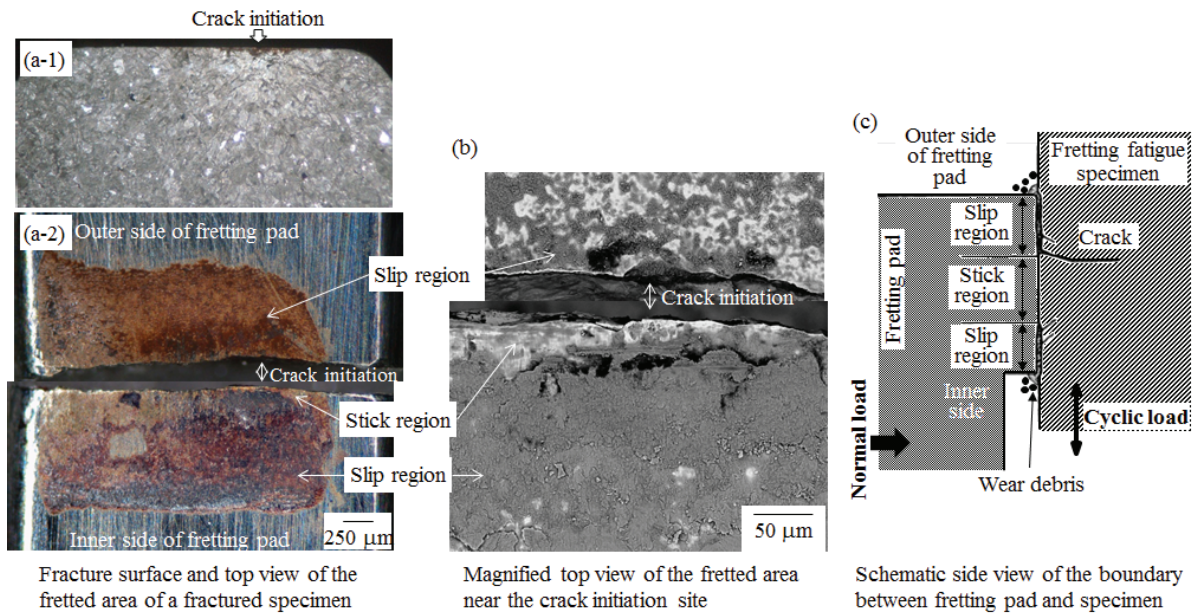 Crack initiation
(a-1)
(a-2)
Outer side of fretting pad
Slip region
Crack initiation
Stick region
Slip region
250 μm
Inner side of fretting pad
Fracture surface and top view of the
fretted area of a fractured specimen
(b)
Crack initiation
50 μm
Magnified top view of the fretted area
near the crack initiation site
(c)
Outer side
of fretting
pad
Fretting fatigue
specimen
Slip
region
Crack
Fretting pad
Stick
region
Slip
region
Inner
side
Normal load
Cyclic load
Wear debris
Schematic side view of the boundary
between fretting pad and specimen